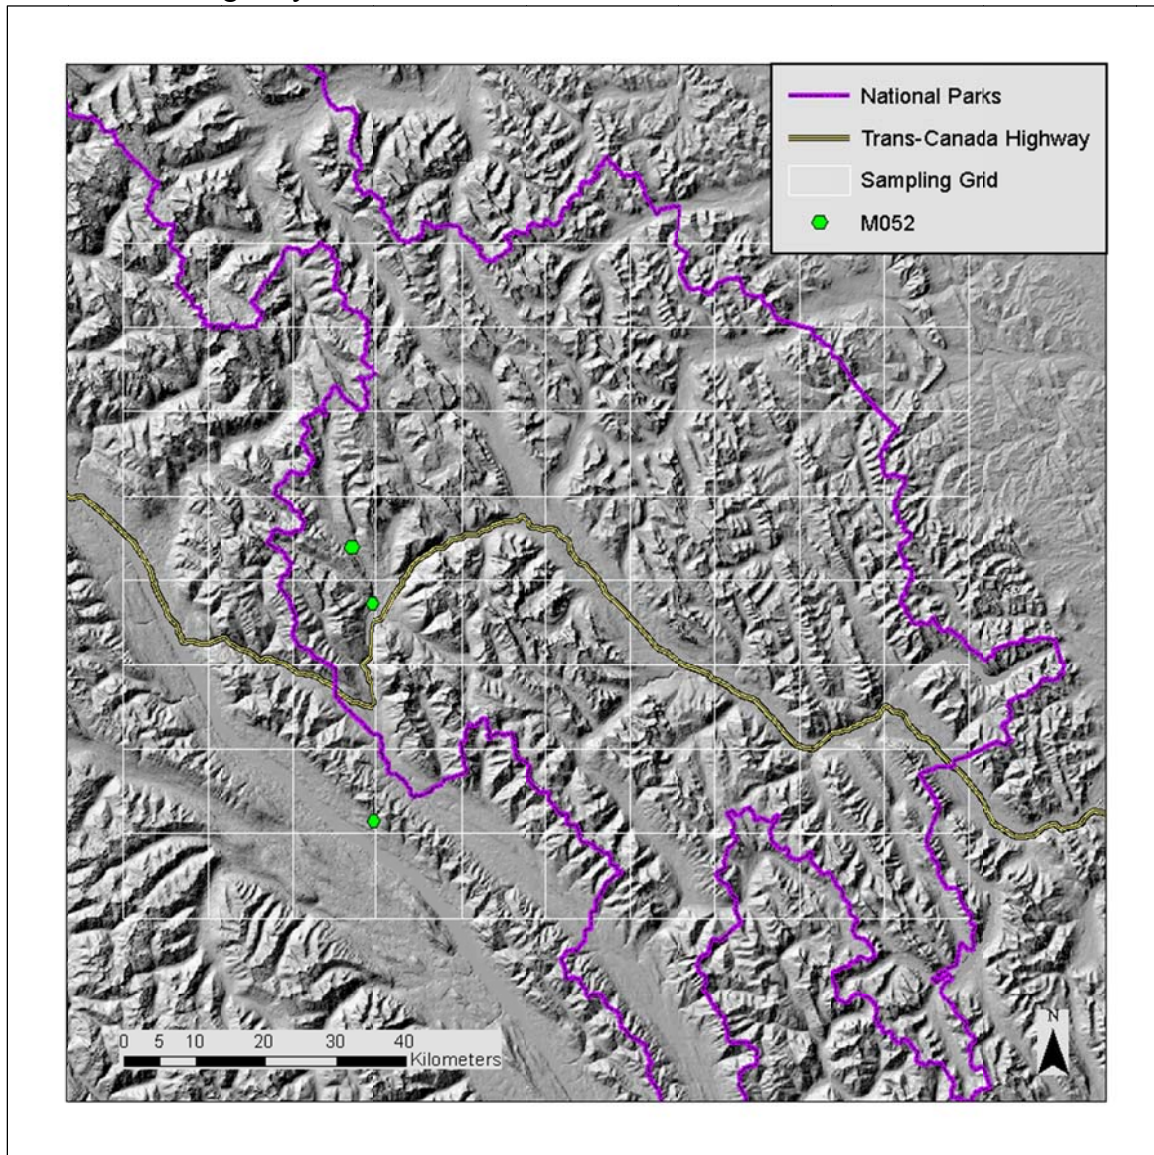 National Parks
Trans-Canada Highway
Sampling Grid
M052
N
0 5 10 20 30 40
Kilometers